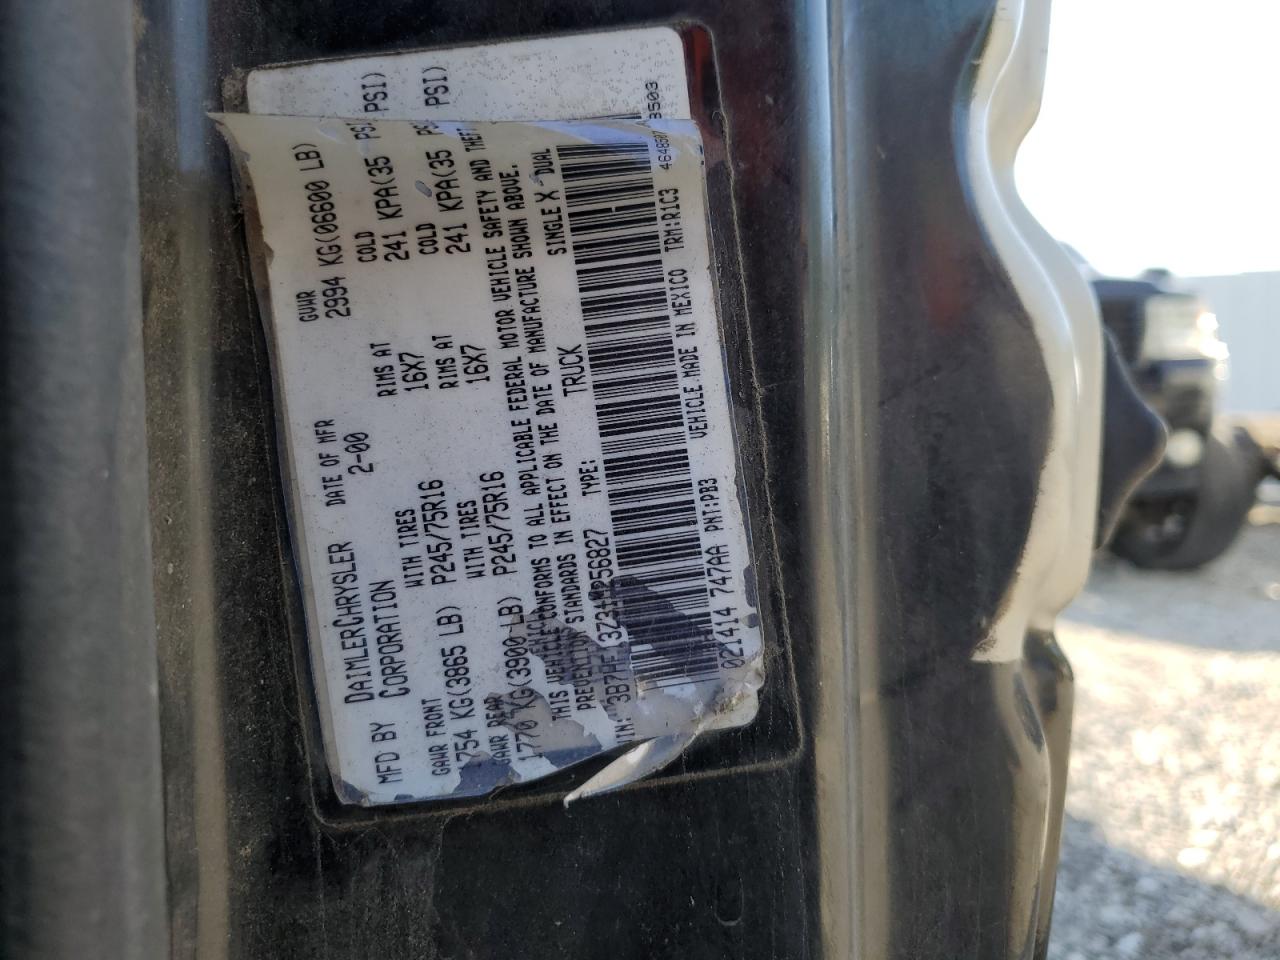 MFD BY DAIMLERCHRYSLER CORPORATION DATE OF MFR 2-00 GVWR 2994 KG(06600 LB)
GAWR FRONT WITH TIRES RIMS AT COLD
1754 KG(3865 LB) P245/75R16 16X7 241 KPA(35 PSI)
GAWR REAR WITH TIRES RIMS AT COLD
1770 KG(3900 LB) P245/75R16 16X7 241 KPA(35 PSI)
THIS VEHICLE CONFORMS TO ALL APPLICABLE FEDERAL MOTOR VEHICLE SAFETY AND THEFT
PREVENTION STANDARDS IN EFFECT ON THE DATE OF MANUFACTURE SHOWN ABOVE.
TYPE: TRUCK SINGLE X DUAL
021414 747AA PNT:PB3 VEHICLE MADE IN MEXICO TRM:R1C3